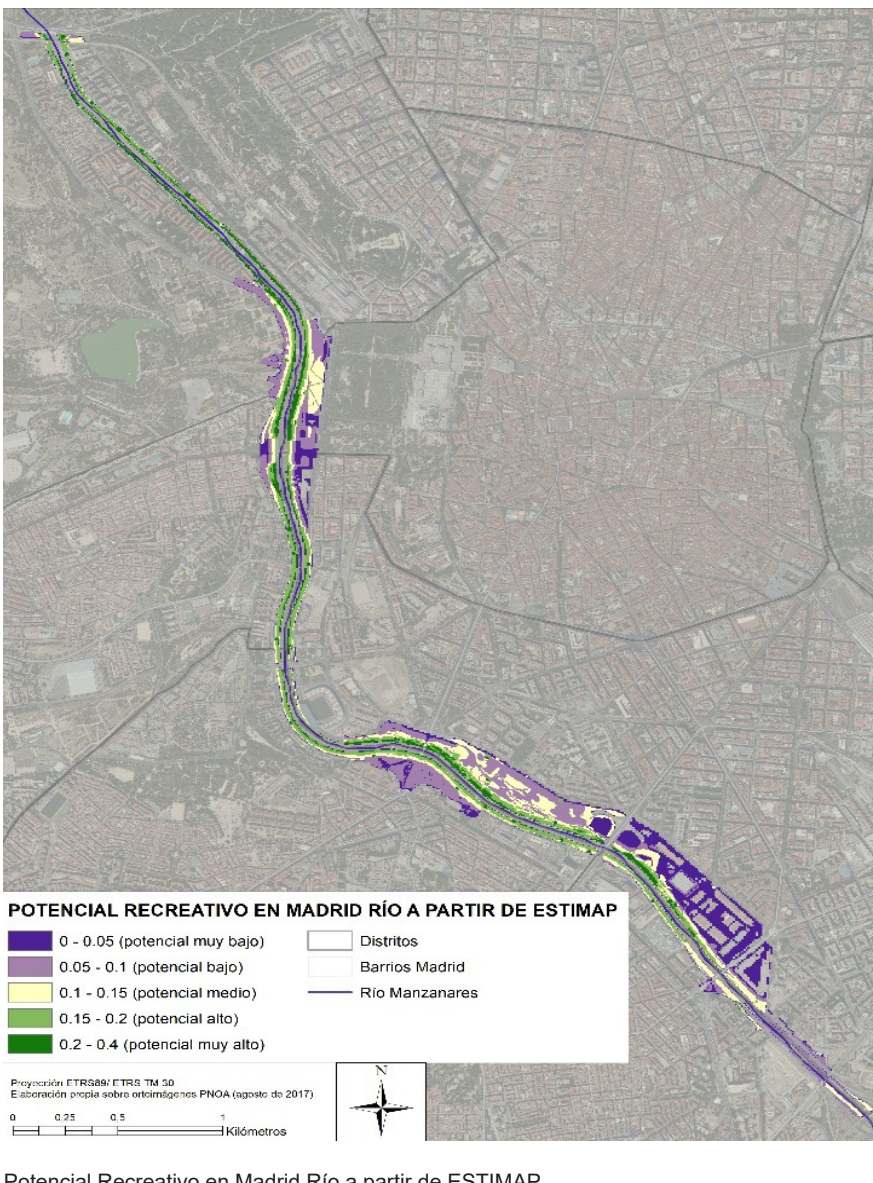 POTENCIAL RECREATIVO EN MADRID RÍO A PARTIR DE ESTIMAP
0 - 0.05 (potencial muy bajo)
0.05 - 0.1 (potencial bajo)
0.1 - 0.15 (potencial medio)
0.15 - 0.2 (potencial alto)
0.2 - 0.4 (potencial muy alto)
Distritos
Barrios Madrid
Río Manzanares
Proyección ETRS89/ ETRS TM 30
Elaboración propia sobre ortoimágenes PNOA (agosto de 2017)
0 0,25 0,5 1
Kilómetros
N
Potencial Recreativo en Madrid Río a partir de ESTIMAP